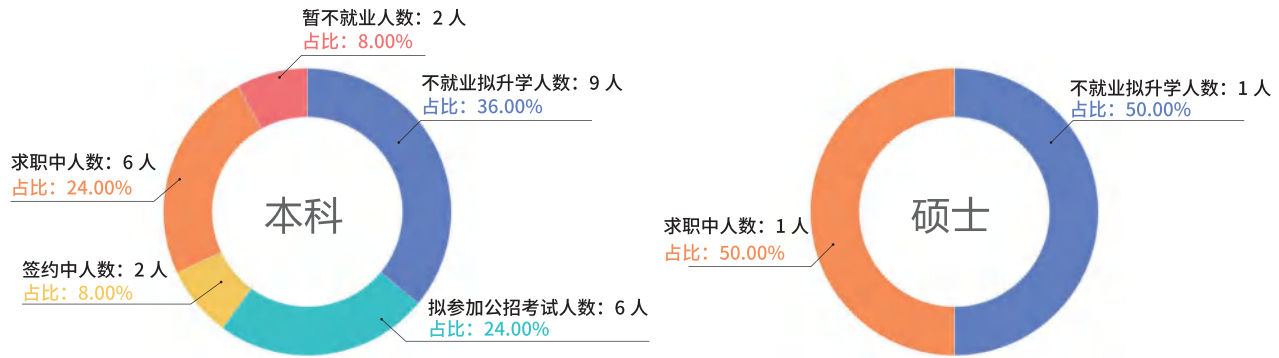 暂不就业人数：2 人
占比：8.00%
不就业拟升学人数：9 人
占比：36.00%
求职中人数：6 人
占比：24.00%
本科
签约中人数：2 人
占比：8.00%
拟参加公招考试人数：6 人
占比：24.00%
不就业拟升学人数：1 人
占比：50.00%
硕士
求职中人数：1 人
占比：50.00%